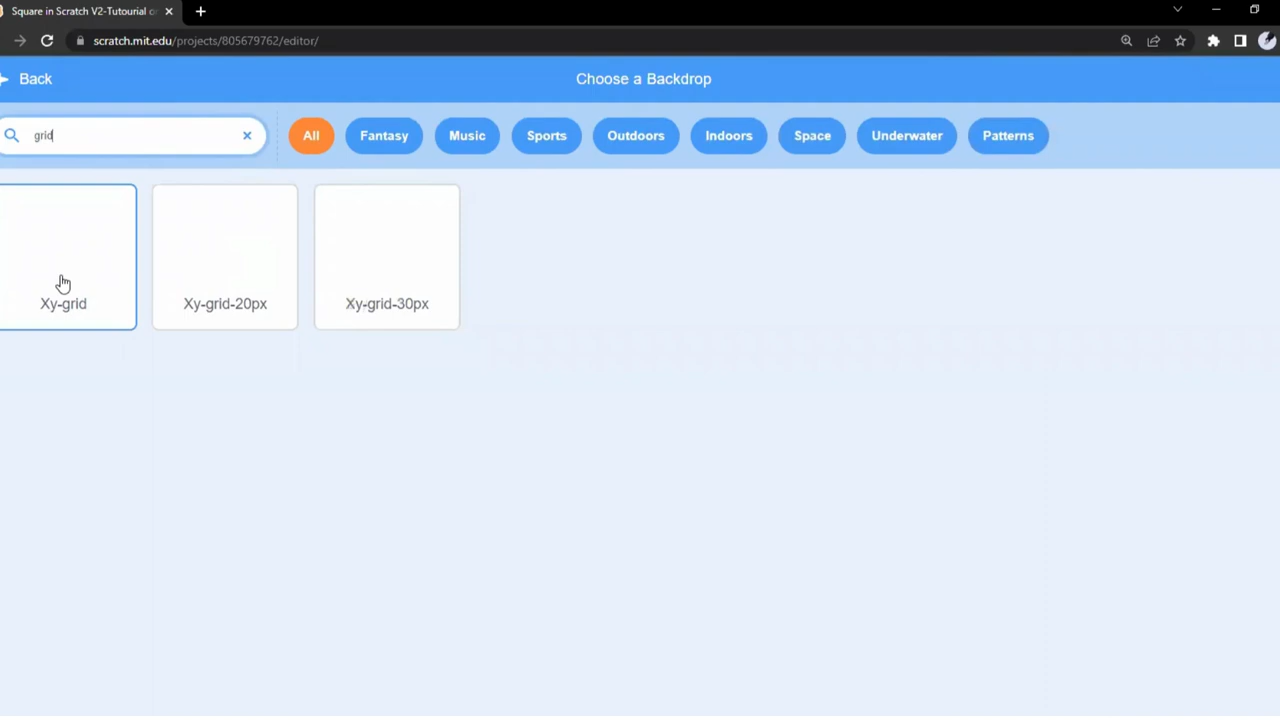 Square in Scratch V2-Tutourial o
scratch.mit.edu/projects/805679762/editor/
Back
Choose a Backdrop
grid
All
Fantasy
Music
Sports
Outdoors
Indoors
Space
Underwater
Patterns
Xy-grid
Xy-grid-20px
Xy-grid-30px